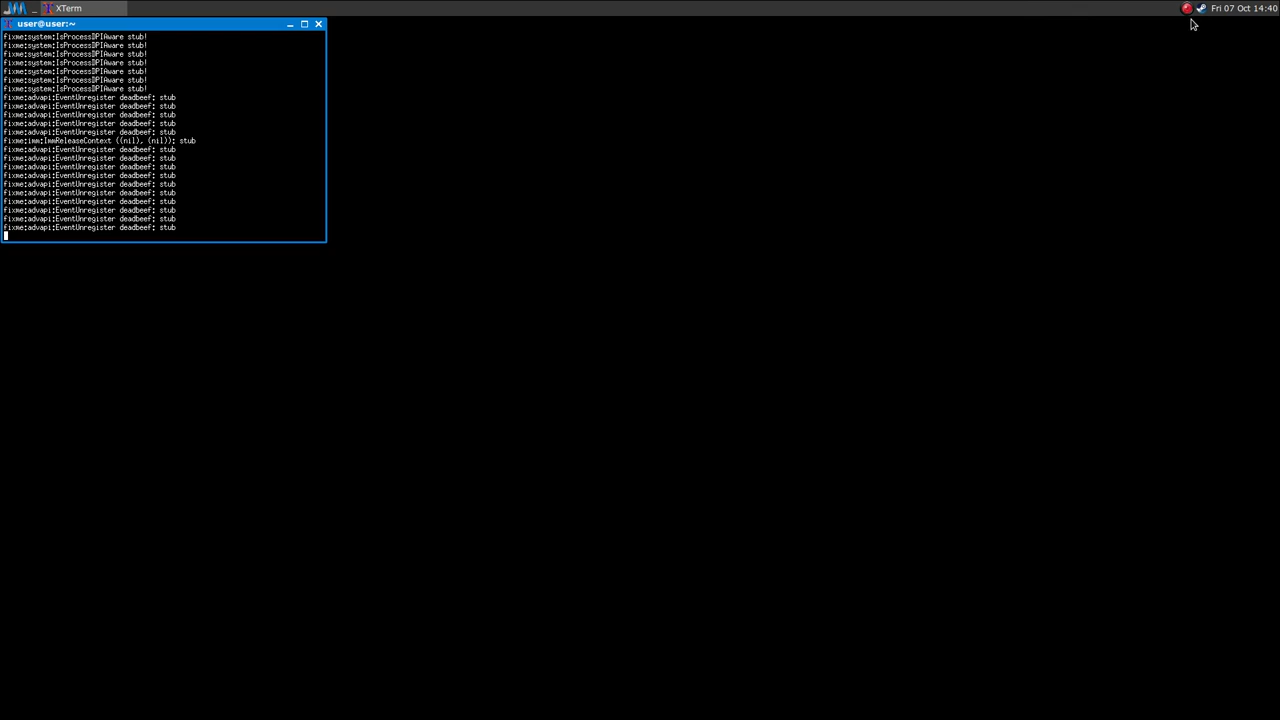 XTerm
Fri 07 Oct 14:40
user@user:~
fixme:system:IsProcessDPIAware stub!
fixme:system:IsProcessDPIAware stub!
fixme:system:IsProcessDPIAware stub!
fixme:system:IsProcessDPIAware stub!
fixme:system:IsProcessDPIAware stub!
fixme:system:IsProcessDPIAware stub!
fixme:system:IsProcessDPIAware stub!
fixme:advapi:EventUnregister deadbeef: stub
fixme:advapi:EventUnregister deadbeef: stub
fixme:advapi:EventUnregister deadbeef: stub
fixme:advapi:EventUnregister deadbeef: stub
fixme:advapi:EventUnregister deadbeef: stub
fixme:imm:ImmReleaseContext ((nil), (nil)): stub
fixme:advapi:EventUnregister deadbeef: stub
fixme:advapi:EventUnregister deadbeef: stub
fixme:advapi:EventUnregister deadbeef: stub
fixme:advapi:EventUnregister deadbeef: stub
fixme:advapi:EventUnregister deadbeef: stub
fixme:advapi:EventUnregister deadbeef: stub
fixme:advapi:EventUnregister deadbeef: stub
fixme:advapi:EventUnregister deadbeef: stub
fixme:advapi:EventUnregister deadbeef: stub
fixme:advapi:EventUnregister deadbeef: stub